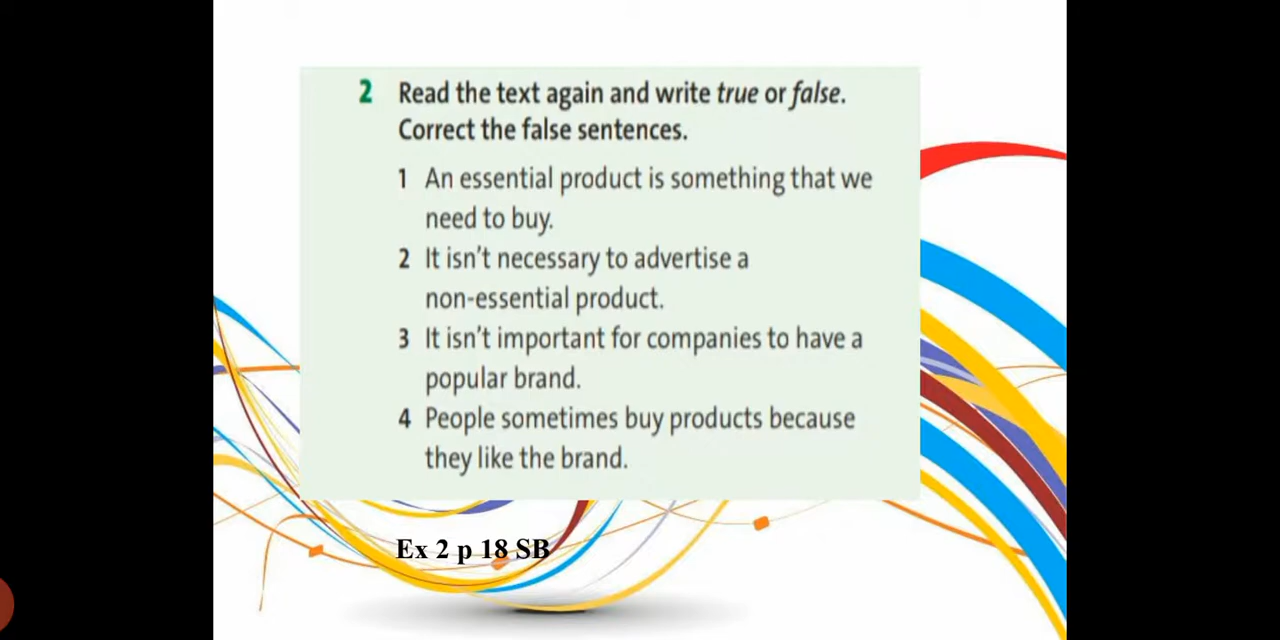 2 Read the text again and write true or false.
Correct the false sentences.
1 An essential product is something that we
need to buy.
2 It isn't necessary to advertise a
non-essential product.
3 It isn't important for companies to have a
popular brand.
4 People sometimes buy products because
they like the brand.
Ex 2 p 18 SB